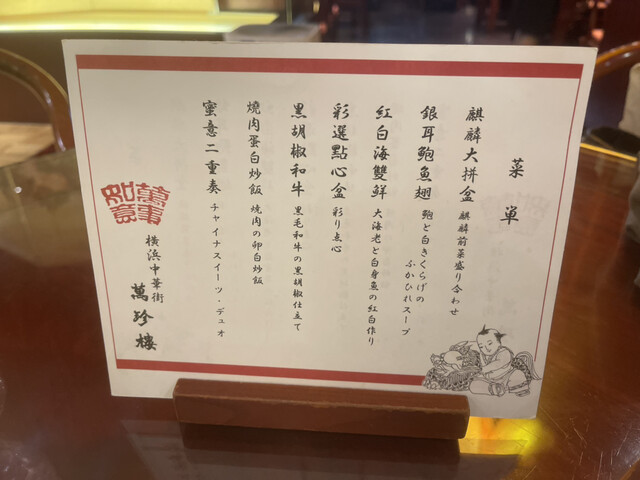 菜単
麒麟大拼盆 麒麟前菜盛り合わせ
銀耳鮑魚翅 鮑と白きくらげの
ふかひれスープ
紅白海雙鮮 大海老と白身魚の紅白作り
彩選點心盆 彩り点心
黒胡椒和牛 黒毛和牛の黒胡椒仕立て
焼肉蛋白炒飯 焼肉の卵白炒飯
蜜意二重奏 チャイナスイーツ・デュオ
萬事如意
横浜中華街
萬珍樓